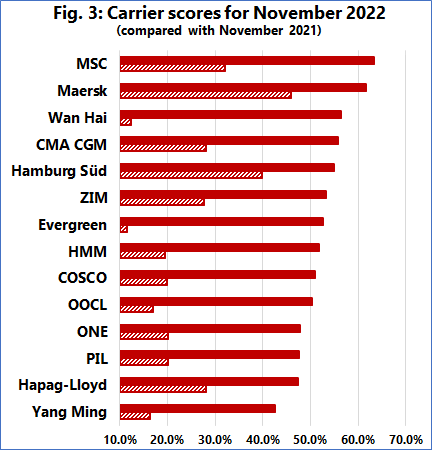 Fig. 3: Carrier scores for November 2022
(compared with November 2021)
MSC
Maersk
Wan Hai
CMA CGM
Hamburg Süd
ZIM
Evergreen
HMM
COSCO
OOCL
ONE
PIL
Hapag-Lloyd
Yang Ming
10.0% 20.0% 30.0% 40.0% 50.0% 60.0% 70.0%